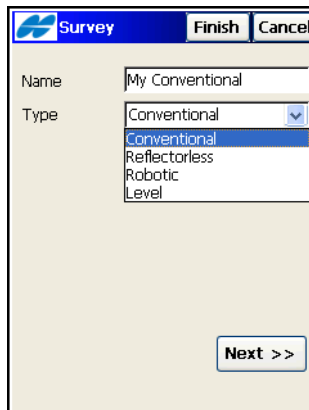 Survey Finish Cancel
Name My Conventional
Type Conventional
Conventional
Reflectorless
Robotic
Level
Next >>